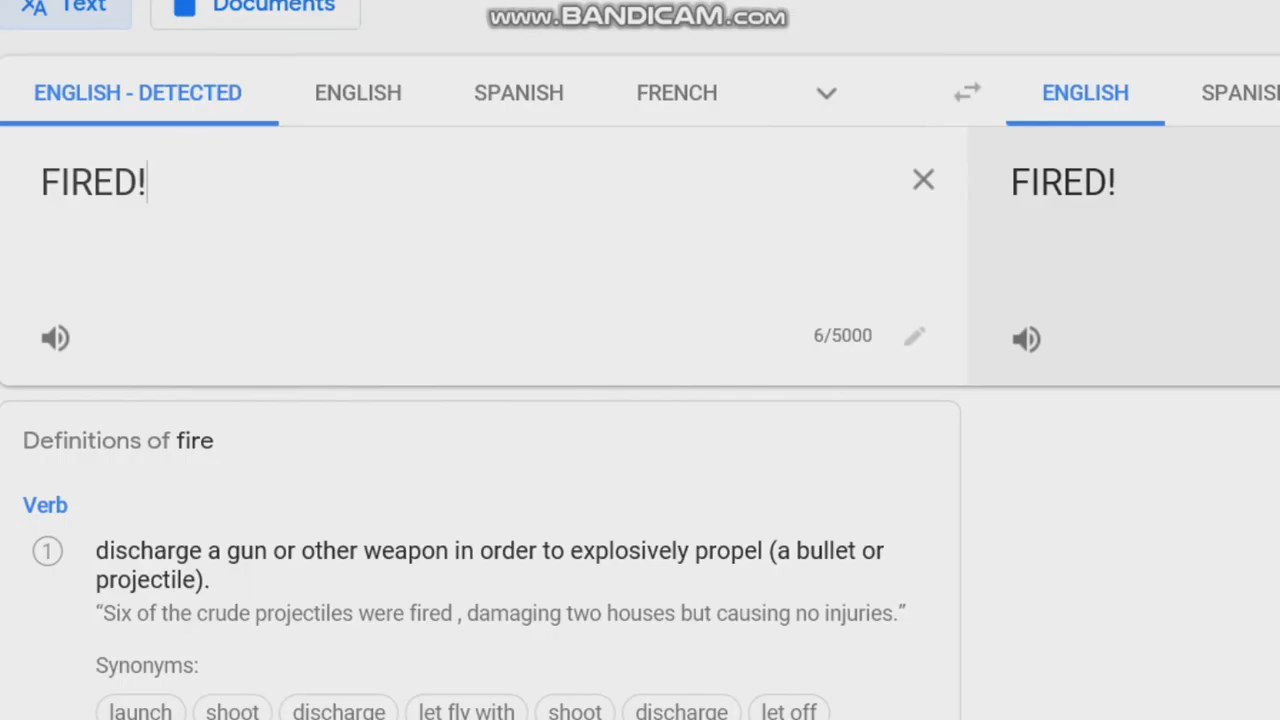 Text Documents
www.BANDICAM.com
ENGLISH - DETECTED ENGLISH SPANISH FRENCH ENGLISH SPANIS
FIRED! FIRED!
6/5000
Definitions of fire
Verb
1 discharge a gun or other weapon in order to explosively propel (a bullet or
projectile).
“Six of the crude projectiles were fired , damaging two houses but causing no injuries.”
Synonyms:
launch shoot discharge let fly with shoot discharge let off